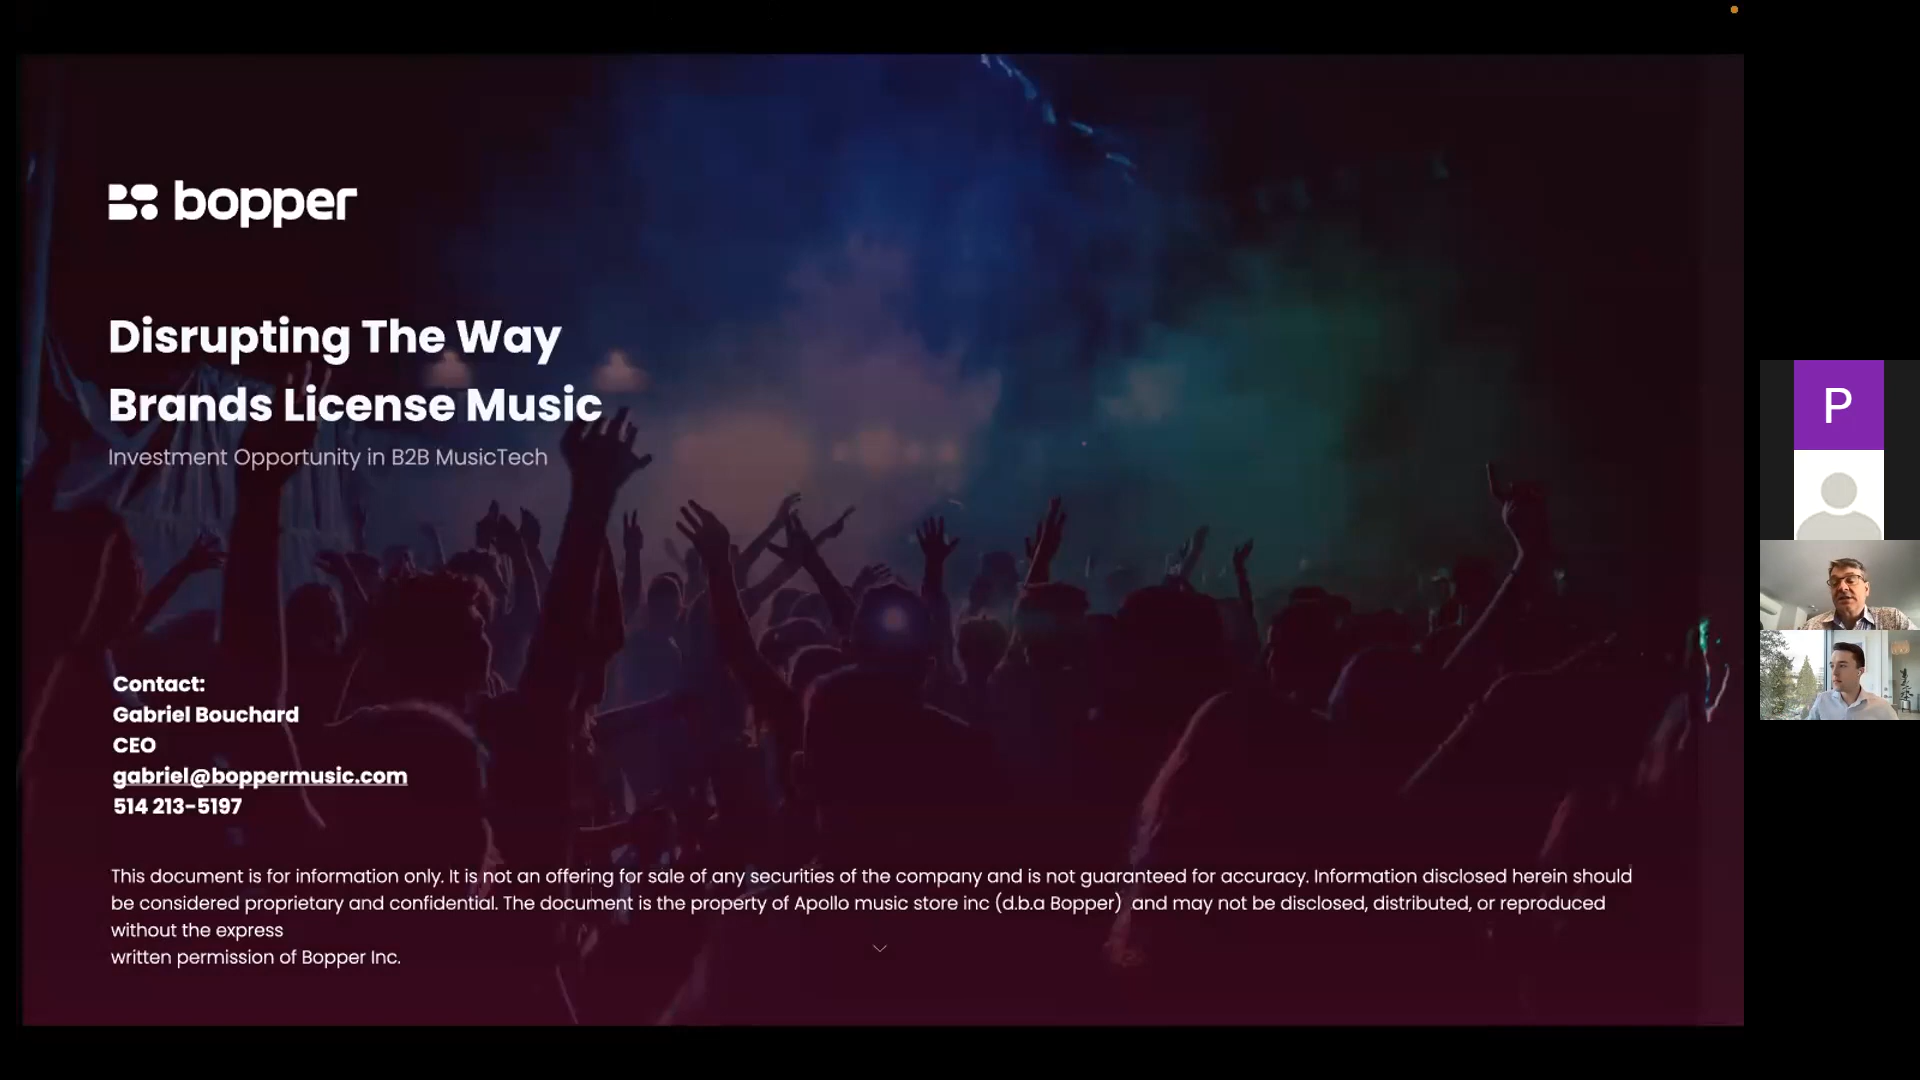 bopper
Disrupting The Way
Brands License Music
Investment Opportunity in B2B MusicTech
Contact:
Gabriel Bouchard
CEO
gabriel@boppermusic.com
514 213-5197
This document is for information only. It is not an offering for sale of any securities of the company and is not guaranteed for accuracy. Information disclosed herein should
be considered proprietary and confidential. The document is the property of Apollo music store inc (d.b.a Bopper)  and may not be disclosed, distributed, or reproduced
without the express
written permission of Bopper Inc.
P